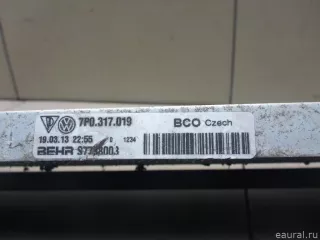 7P0.317.019
BCO Czech
19.03.13 22:55
1234
BEHR
© eaural.ru